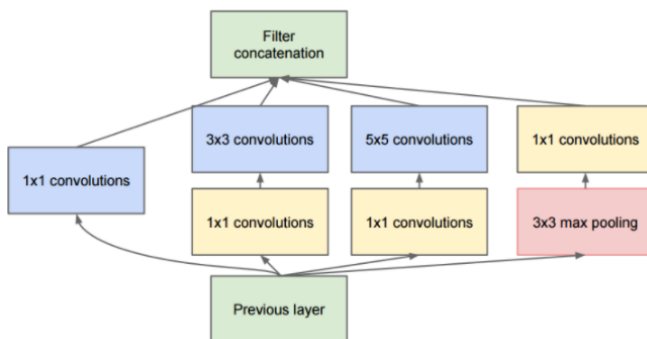 Filter
concatenation
3x3 convolutions
5x5 convolutions
1x1 convolutions
1x1 convolutions
1x1 convolutions
1x1 convolutions
3x3 max pooling
Previous layer